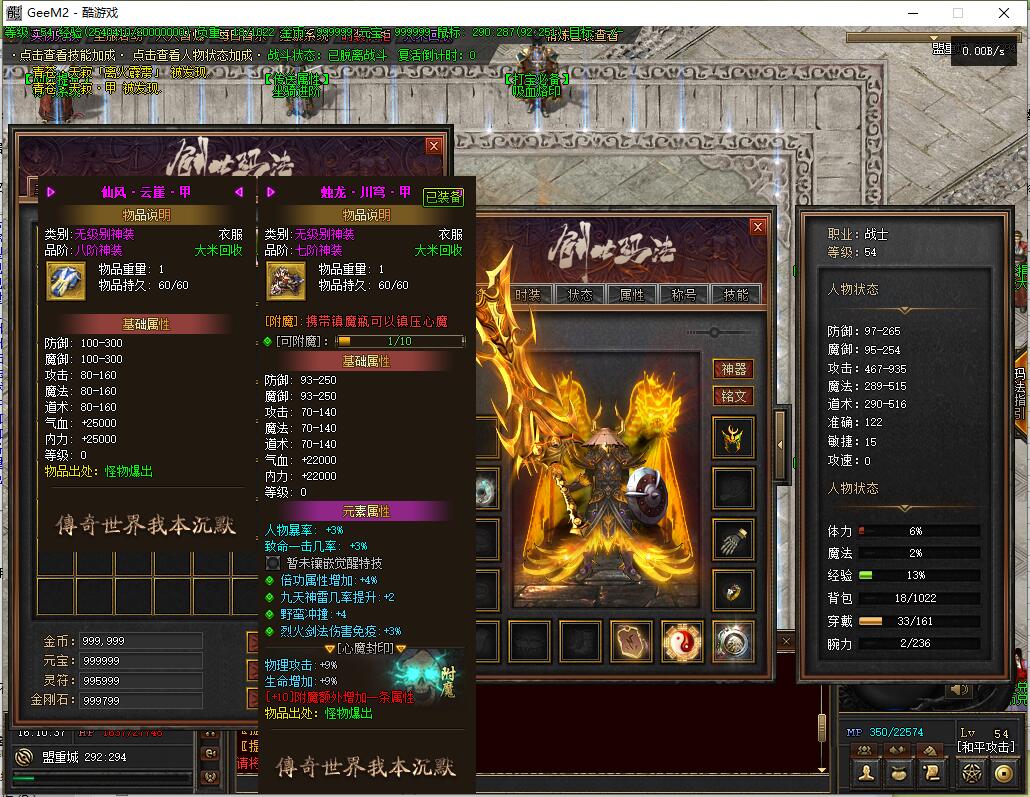 GeeM2 - 酷游戏
·点击查看技能加成· 点击查看人物状态加成· 战斗状态: 已脱离战斗 复活倒计时: 0
0.00B/s
【打宝必备】
吸血烙印
创世玛法
仙风·云崖·甲
物品说明
类别:无级别神装
衣服
品阶:八阶神装
大米回收
物品重量: 1
物品持久: 60/60
基础属性
防御: 100-300
魔御: 100-300
攻击: 80-160
魔法: 80-160
道术: 80-160
气血: +25000
内力: +25000
等级: 0
物品出处: 怪物爆出
傳奇世界我本沉默
金币: 999,999
元宝: 999999
灵符: 995999
金刚石: 999799
烛龙·川穹·甲
已装备
物品说明
类别:无级别神装
衣服
品阶:七阶神装
大米回收
物品重量: 1
物品持久: 60/60
[附魔]:携带镇魔瓶可以镇压心魔
[可附魔]: 1/10
基础属性
防御: 93-250
魔御: 93-250
攻击: 70-140
魔法: 70-140
道术: 70-140
气血: +22000
内力: +22000
等级: 0
元素属性
人物暴率: +3%
致命一击几率: +3%
暂未镶嵌觉醒特技
倍功属性增加:+4%
九天神雷几率提升:+2
野蛮冲撞:+4
烈火剑法伤害免疫:+3%
[心魔封印]
物理攻击:+9%
生命增加:+9%
附魔
[+10]附魔额外增加一条属性
物品出处: 怪物爆出
傳奇世界我本沉默
创世玛法
时装
状态
属性
称号
技能
神器
铭文
职业: 战士
等级: 54
人物状态
防御: 97-265
魔御: 95-254
攻击: 467-935
魔法: 289-515
道术: 290-516
准确: 122
敏捷: 15
攻速: 0
人物状态
体力 6%
魔法 2%
经验 13%
背包 18/1022
穿戴 33/161
腕力 2/236
玛法指引
盟重城 292:294
MP 350/22574
Lv 54
[和平攻击]